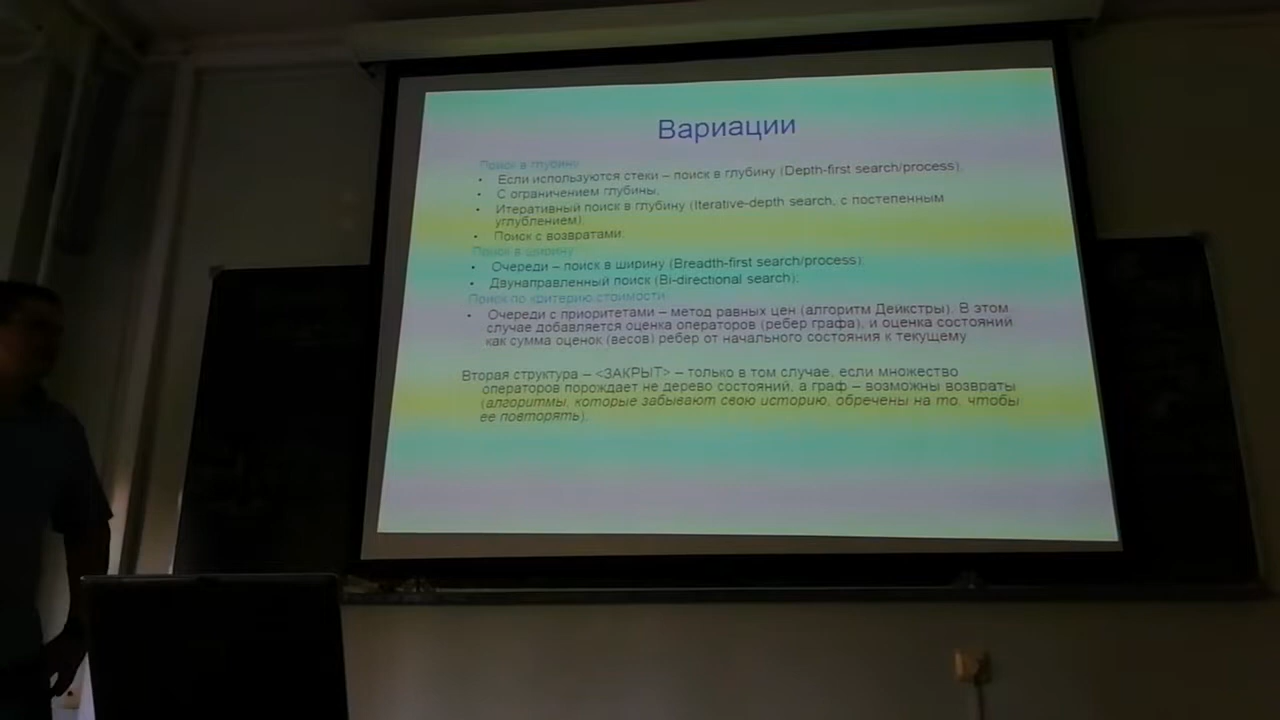 Вариации
Поиск в глубину
• Если используются стеки – поиск в глубину (Depth-first search/process);
• С ограничением глубины;
• Итеративный поиск в глубину (Iterative-depth search, с постепенным
углублением);
• Поиск с возвратами;
Поиск в ширину
• Очереди – поиск в ширину (Breadth-first search/process);
• Двунаправленный поиск (Bi-directional search);
Поиск по критерию стоимости
• Очереди с приоритетами – метод равных цен (алгоритм Дейкстры). В этом
случае добавляется оценка операторов (ребер графа), и оценка состояний
как сумма оценок (весов) ребер от начального состояния к текущему
Вторая структура – <ЗАКРЫТ> – только в том случае, если множество
операторов порождает не дерево состояний, а граф – возможны возвраты
(алгоритмы, которые забывают свою историю, обречены на то, чтобы
ее повторять).